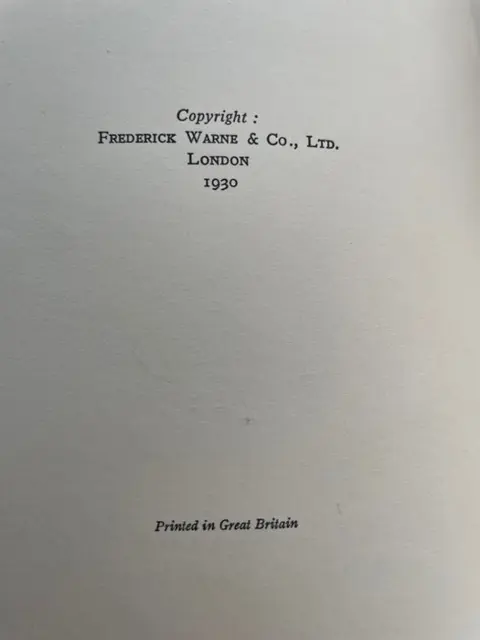 Copyright :
FREDERICK WARNE & CO., LTD.
LONDON
1930
Printed in Great Britain